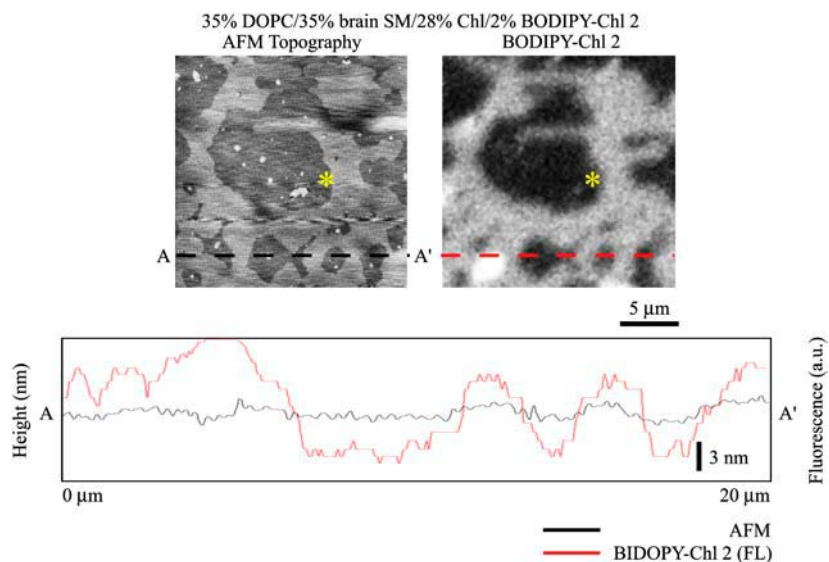 35% DOPC/35% brain SM/28% Chl/2% BODIPY-Chl 2
AFM Topography
BODIPY-Chl 2
*
*
A
A'
5 μm
Height (nm)
A
A'
Fluorescence (a.u.)
3 nm
0 μm
20 μm
AFM
BIDOPY-Chl 2 (FL)